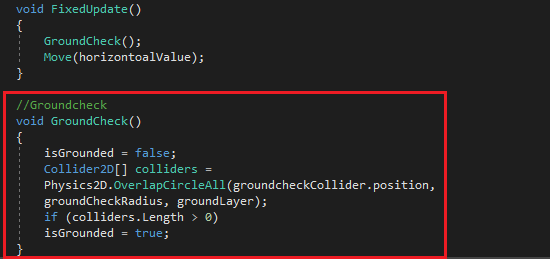 void FixedUpdate()
{
GroundCheck();
Move(horizontoalValue);
}
//Groundcheck
void GroundCheck()
{
isGrounded = false;
Collider2D[] colliders =
Physics2D.OverlapCircleAll(groundcheckCollider.position,
groundCheckRadius, groundLayer);
if (colliders.Length > 0)
isGrounded = true;
}